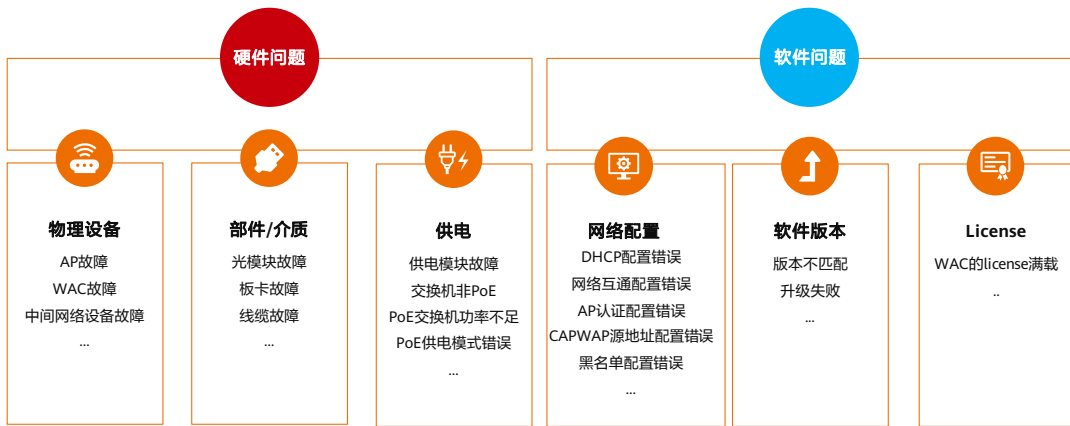 硬件问题
软件问题
物理设备
AP故障
WAC故障
中间网络设备故障
...
部件/介质
光模块故障
板卡故障
线缆故障
...
供电
供电模块故障
交换机非PoE
PoE交换机功率不足
PoE供电模式错误
...
网络配置
DHCP配置错误
网络互通配置错误
AP认证配置错误
CAPWAP源地址配置错误
黑名单配置错误
...
软件版本
版本不匹配
升级失败
...
License
WAC的license满载
..